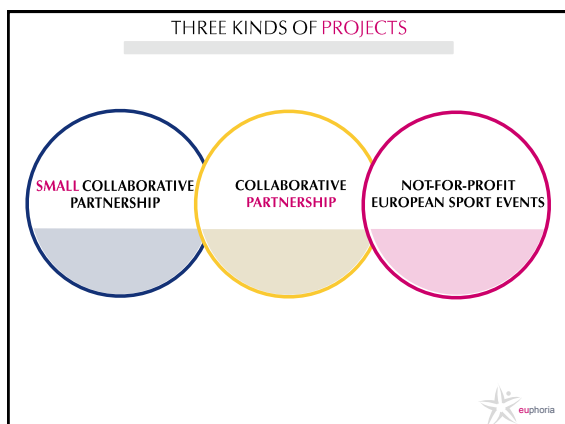 THREE KINDS OF PROJECTS
SMALL COLLABORATIVE
PARTNERSHIP
COLLABORATIVE
PARTNERSHIP
NOT-FOR-PROFIT
EUROPEAN SPORT EVENTS
euphoria